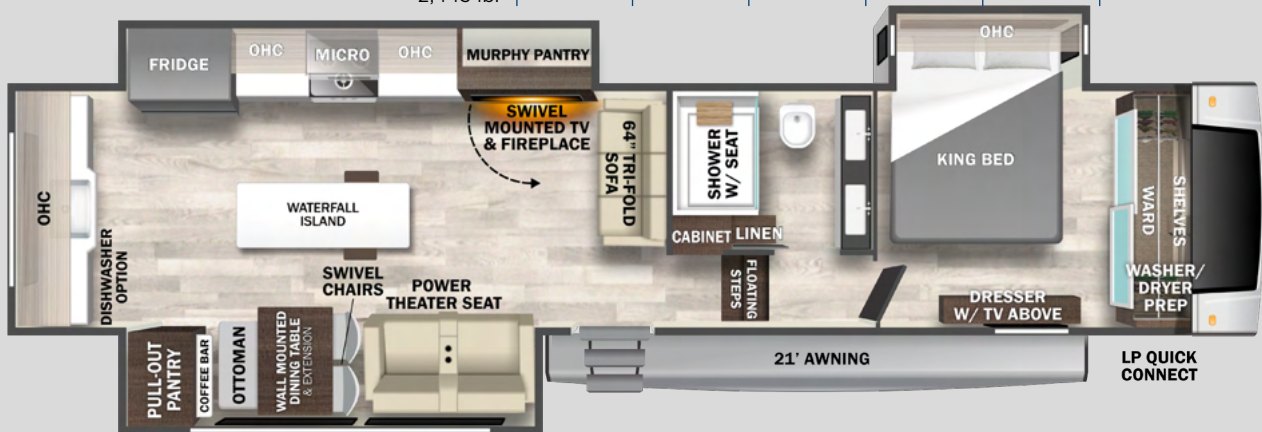 FRIDGE
OHC
MICRO
OHC
MURPHY PANTRY
OHC
SWIVEL
MOUNTED TV
& FIREPLACE
64" TRI-FOLD
SOFA
SHOWER
W/ SEAT
KING BED
OHC
WATERFALL
ISLAND
CABINET
LINEN
WARD
SHELVES
DISHWASHER
OPTION
SWIVEL
CHAIRS
POWER
THEATER SEAT
FLOATING
STEPS
DRESSER
W/ TV ABOVE
WASHER/
DRYER
PREP
PULL-OUT
PANTRY
COFFEE BAR
OTTOMAN
WALL MOUNTED
DINING TABLE
& EXTENSION
21' AWNING
LP QUICK
CONNECT